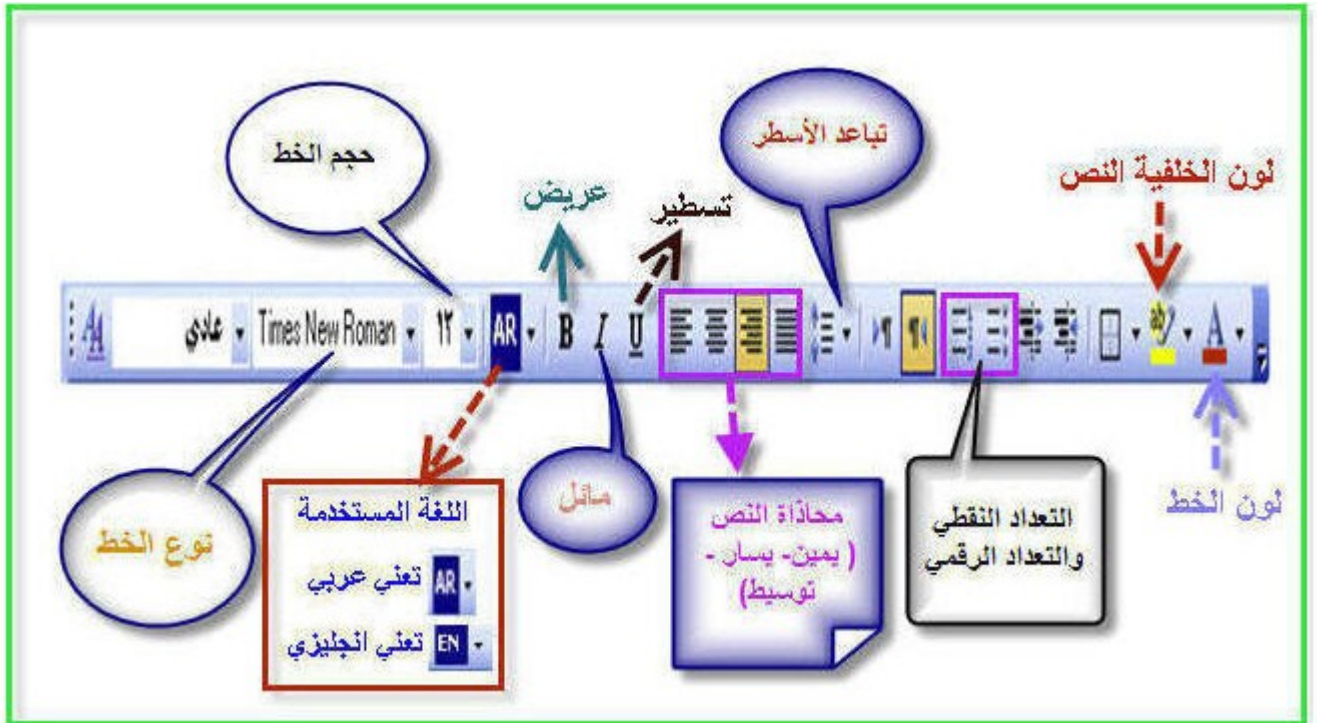 حجم الخط
تباعد الأسطر
لون الخلفية النص
عريض
تسطير
عادي
Times New Roman
١٢
AR
B
I
U
ab
A
نوع الخط
اللغة المستخدمة
AR تعني عربي
EN تعني انجليزي
مائل
محاذاة النص
( يمين- يسار -
توسيط)
التعداد النقطي
والتعداد الرقمي
لون الخط